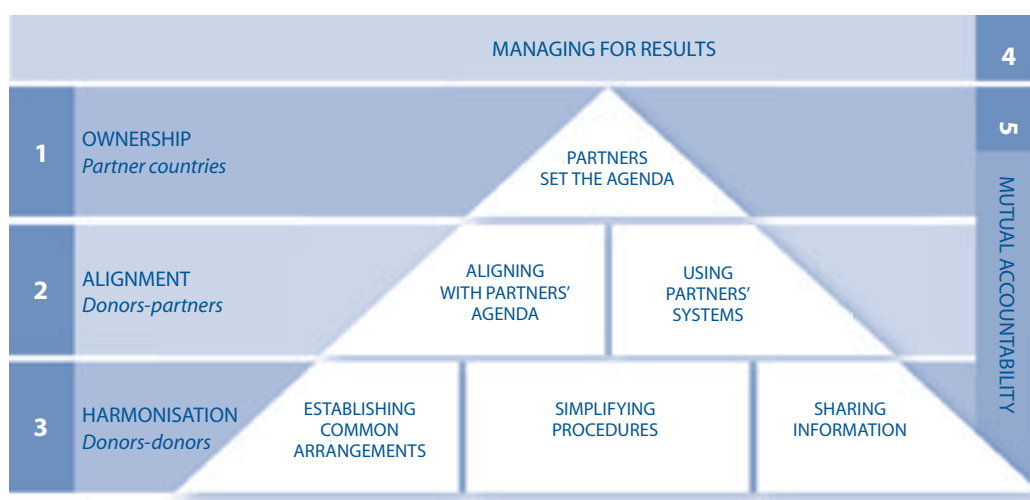 MANAGING FOR RESULTS
4
1
OWNERSHIP
Partner countries
PARTNERS
SET THE AGENDA
5
MUTUAL ACCOUNTABILITY
2
ALIGNMENT
Donors-partners
ALIGNING
WITH PARTNERS’
AGENDA
USING
PARTNERS’
SYSTEMS
3
HARMONISATION
Donors-donors
ESTABLISHING
COMMON
ARRANGEMENTS
SIMPLIFYING
PROCEDURES
SHARING
INFORMATION